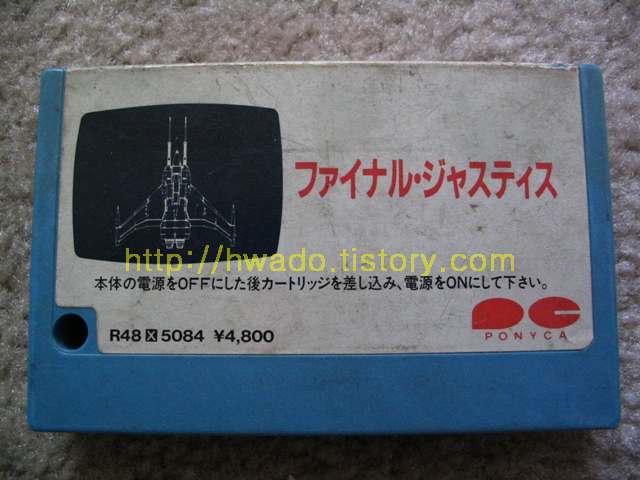 ファイナル・ジャスティス
http://hwado.tistory.com
本体の電源をOFFにした後カートリッジを差し込み、電源をONにして下さい。
R48 X 5084 ¥4,800
PC
PONYCA